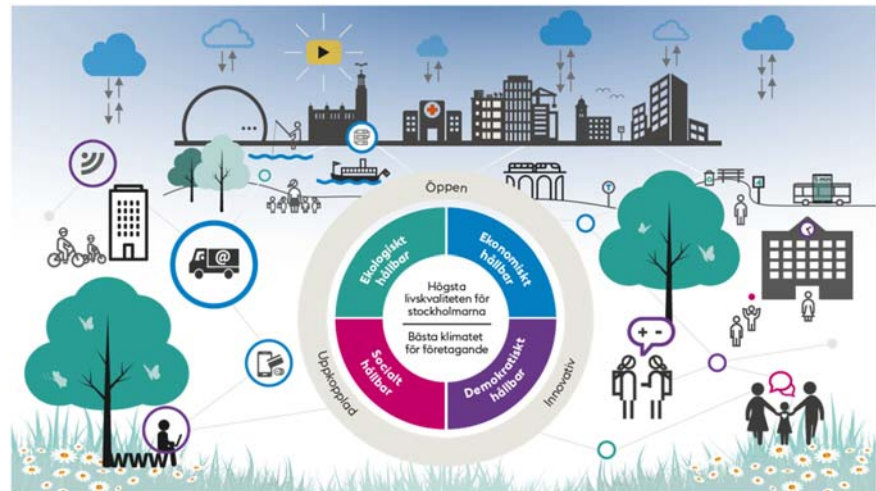 Öppen
Ekologiskt
hållbar
Ekonomiskt
hållbar
Högsta
livskvaliteten för
stockholmarna
Bästa klimatet
för företagande
Socialt
hållbar
Demokratiskt
hållbar
Uppkopplad
Innovativ
@
+ -
www